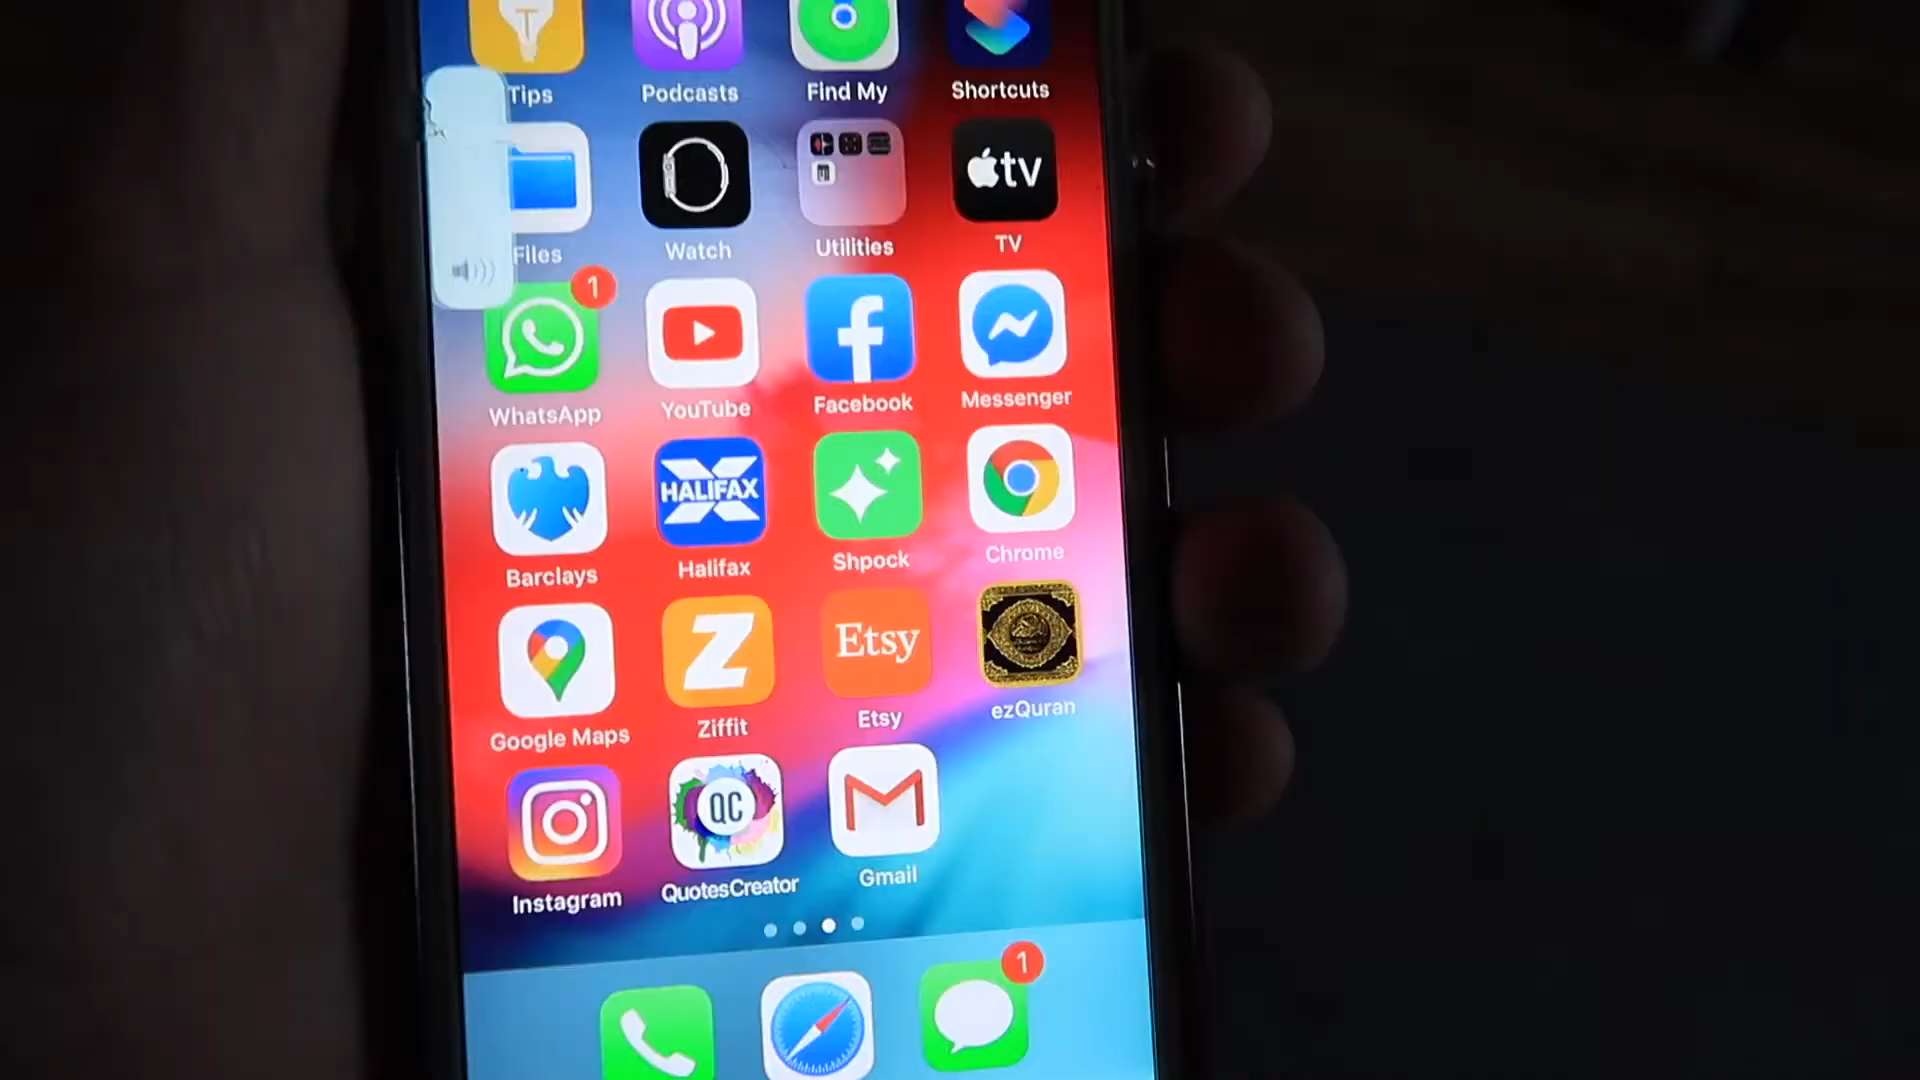 Tips Podcasts Find My Shortcuts
tv
Files Watch Utilities TV
1
WhatsApp YouTube Facebook Messenger
HALIFAX
Barclays Halifax Shpock Chrome
Z Etsy
Google Maps Ziffit Etsy ezQuran
QC
Instagram QuotesCreator Gmail
1